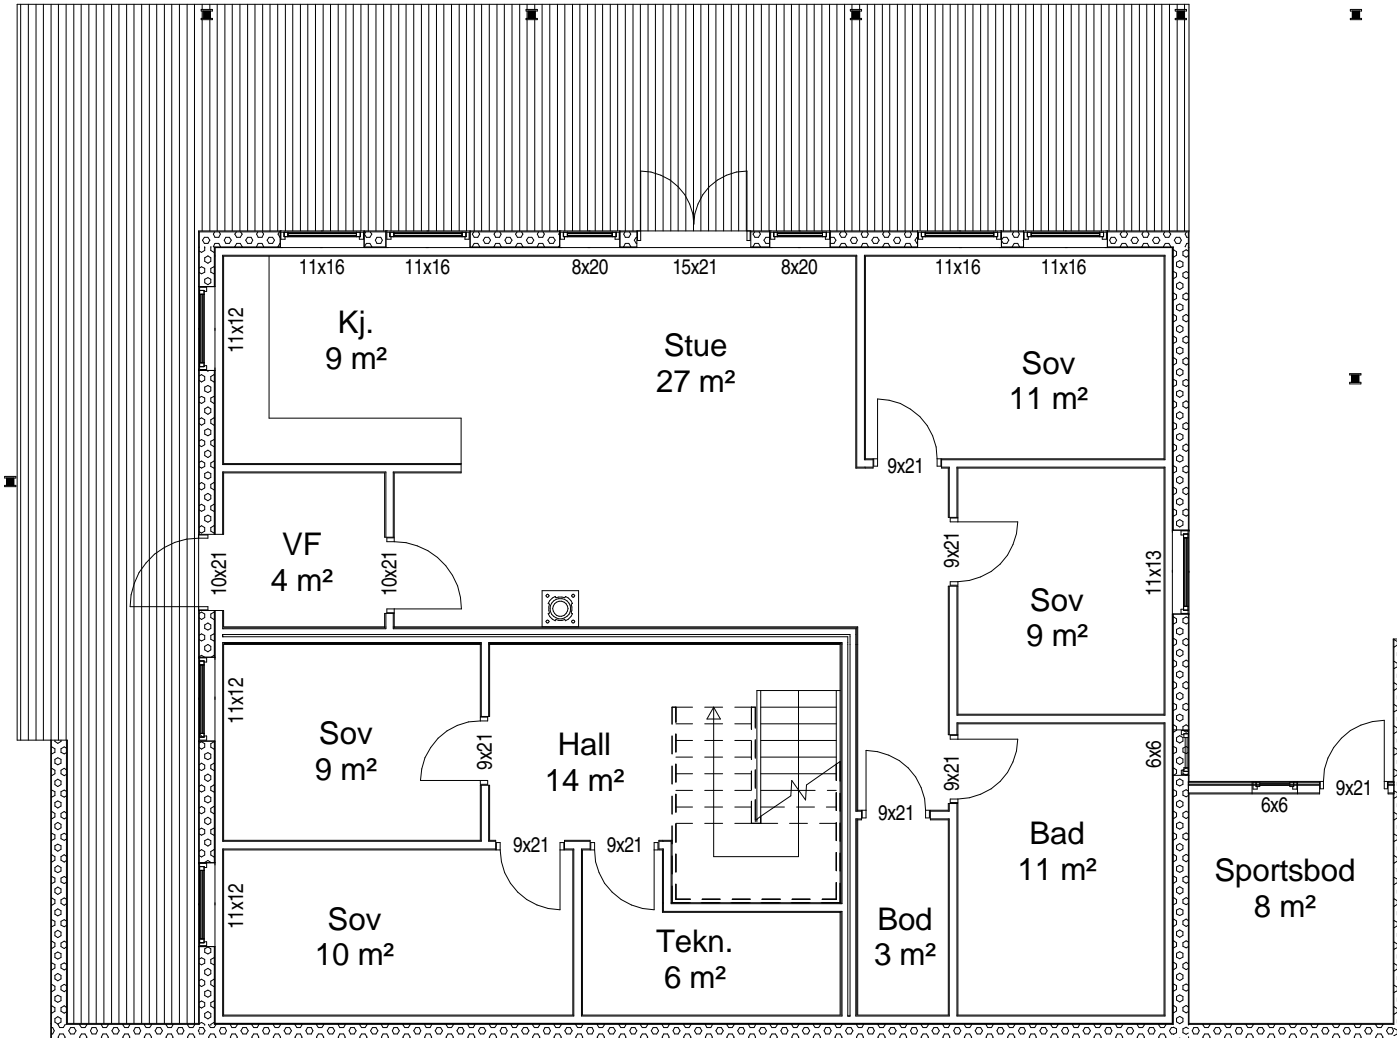 11x16
11x16
8x20
15x21
8x20
11x16
11x16
11x12
Kj.
9 m²
Stue
27 m²
Sov
11 m²
9x21
VF
4 m²
10x21
10x21
9x21
11x13
Sov
9 m²
11x12
Sov
9 m²
9x21
Hall
14 m²
N
9x21
6x6
9x21
9x21
9x21
9x21
6x6
Bad
11 m²
Sportsbod
8 m²
11x12
Sov
10 m²
Tekn.
6 m²
Bod
3 m²